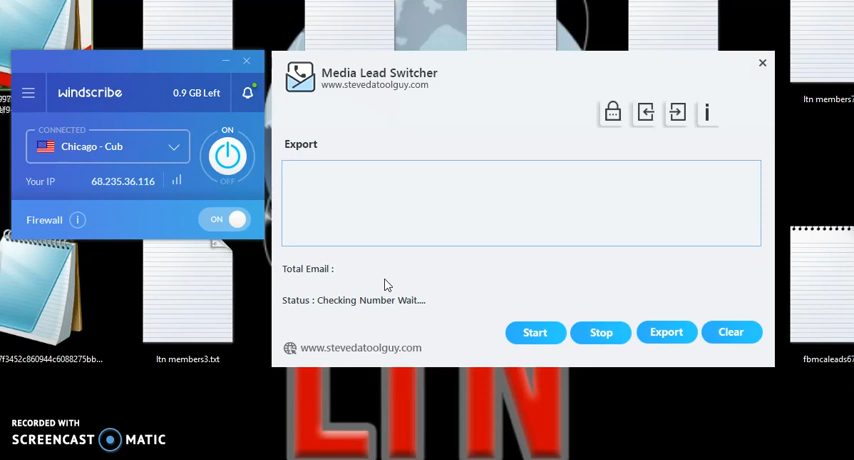 ltn members7
windscribe
0.9 GB Left
CONNECTED
Chicago - Cub
ON
OFF
Your IP 68.235.36.116
Firewall i ON
Media Lead Switcher
www.stevedatoolguy.com
i
Export
Total Email :
Status : Checking Number Wait....
Start Stop Export Clear
www.stevedatoolguy.com
7f3452c860944c6088275bb...
ltn members3.txt
fbmcaleads67
LTN
RECORDED WITH
SCREENCAST MATIC